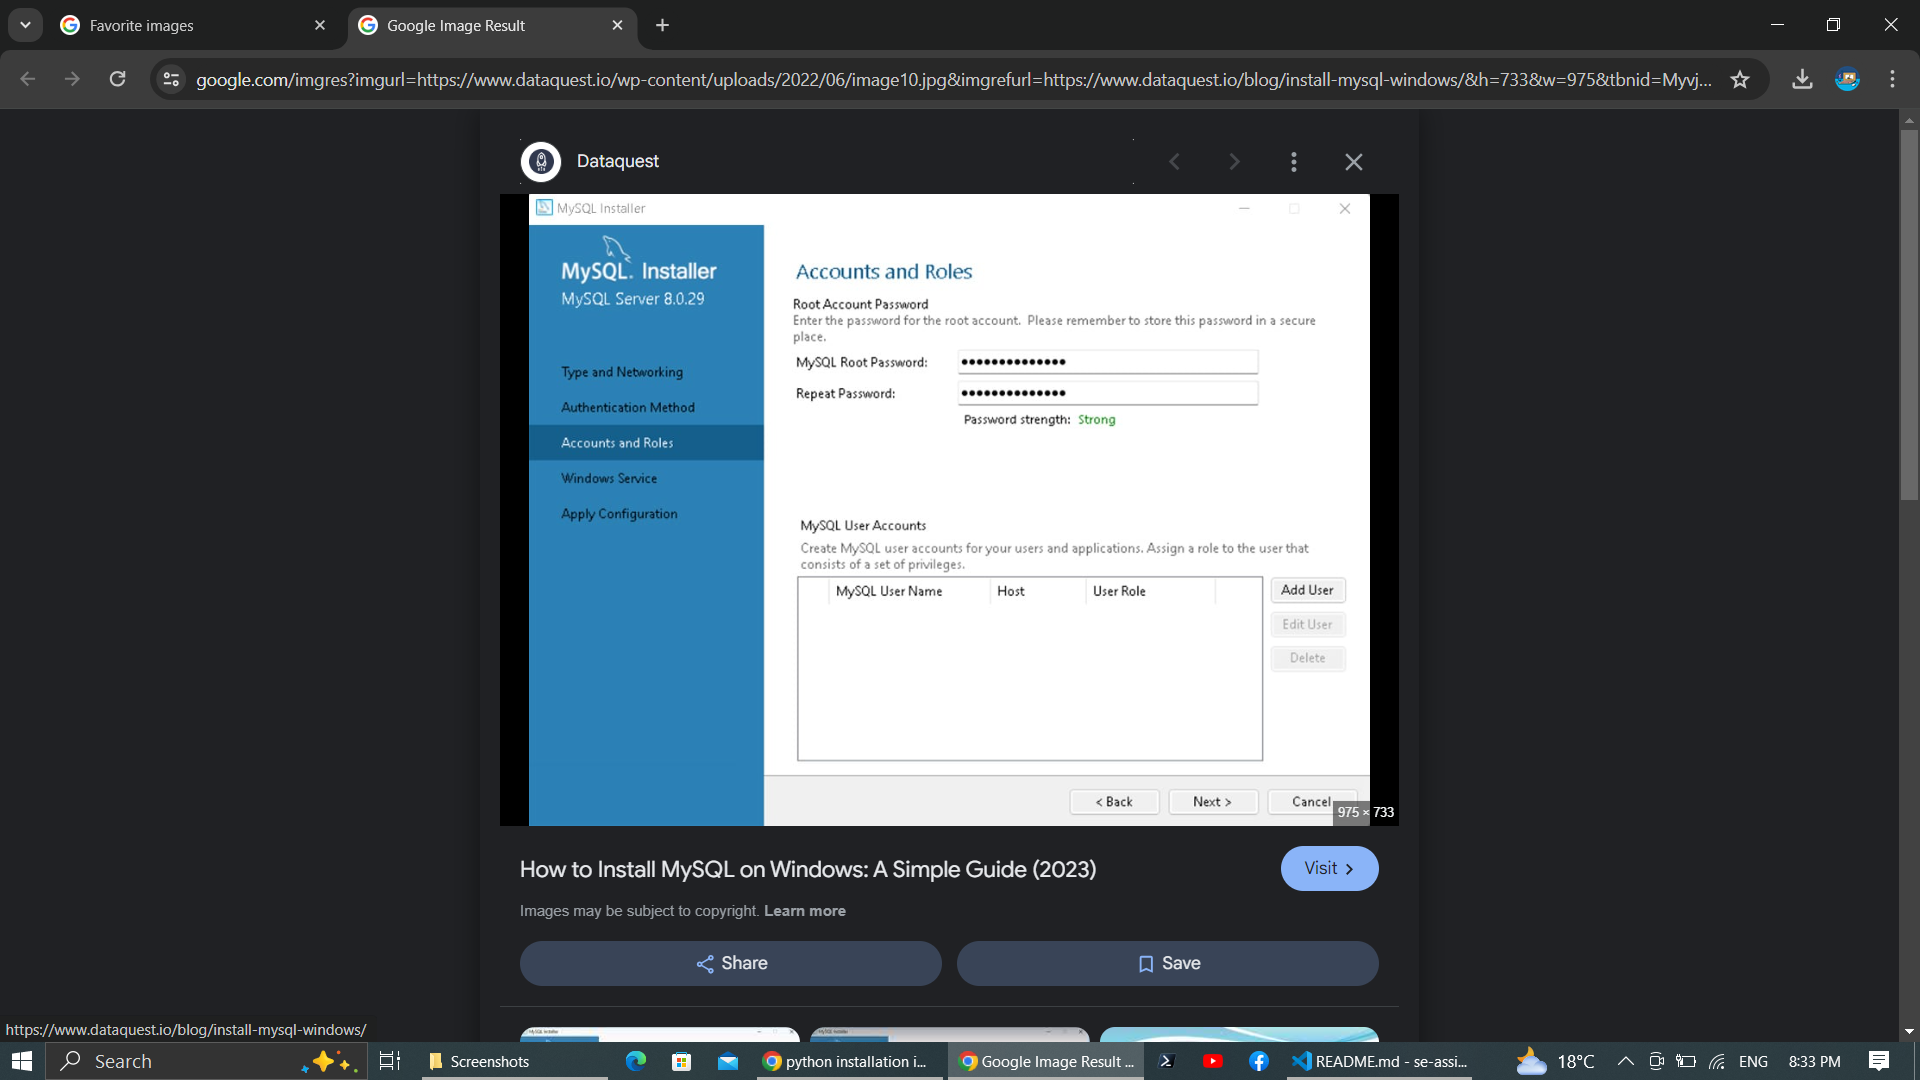 Favorite images
Google Image Result
google.com/imgres?imgurl=https://www.dataquest.io/wp-content/uploads/2022/06/image10.jpg&imgrefurl=https://www.dataquest.io/blog/install-mysql-windows/&h=733&w=975&tbnid=Myvj...
Dataquest
MySQL Installer
MySQL. Installer
MySQL Server 8.0.29
Type and Networking
Authentication Method
Accounts and Roles
Windows Service
Apply Configuration
Accounts and Roles
Root Account Password
Enter the password for the root account. Please remember to store this password in a secure
place.
MySQL Root Password: ••••••••••••••
Repeat Password: ••••••••••••••
Password strength: Strong
MySQL User Accounts
Create MySQL user accounts for your users and applications. Assign a role to the user that
consists of a set of privileges.
MySQL User Name Host User Role
Add User
Edit User
Delete
< Back Next > Cancel
975 × 733
How to Install MySQL on Windows: A Simple Guide (2023)
Visit
Images may be subject to copyright. Learn more
Share
Save
MySQL Installer
MySQL Installer
https://www.dataquest.io/blog/install-mysql-windows/
Search
Screenshots
python installation i...
Google Image Result ...
README.md - se-assi...
18°C
ENG
8:33 PM